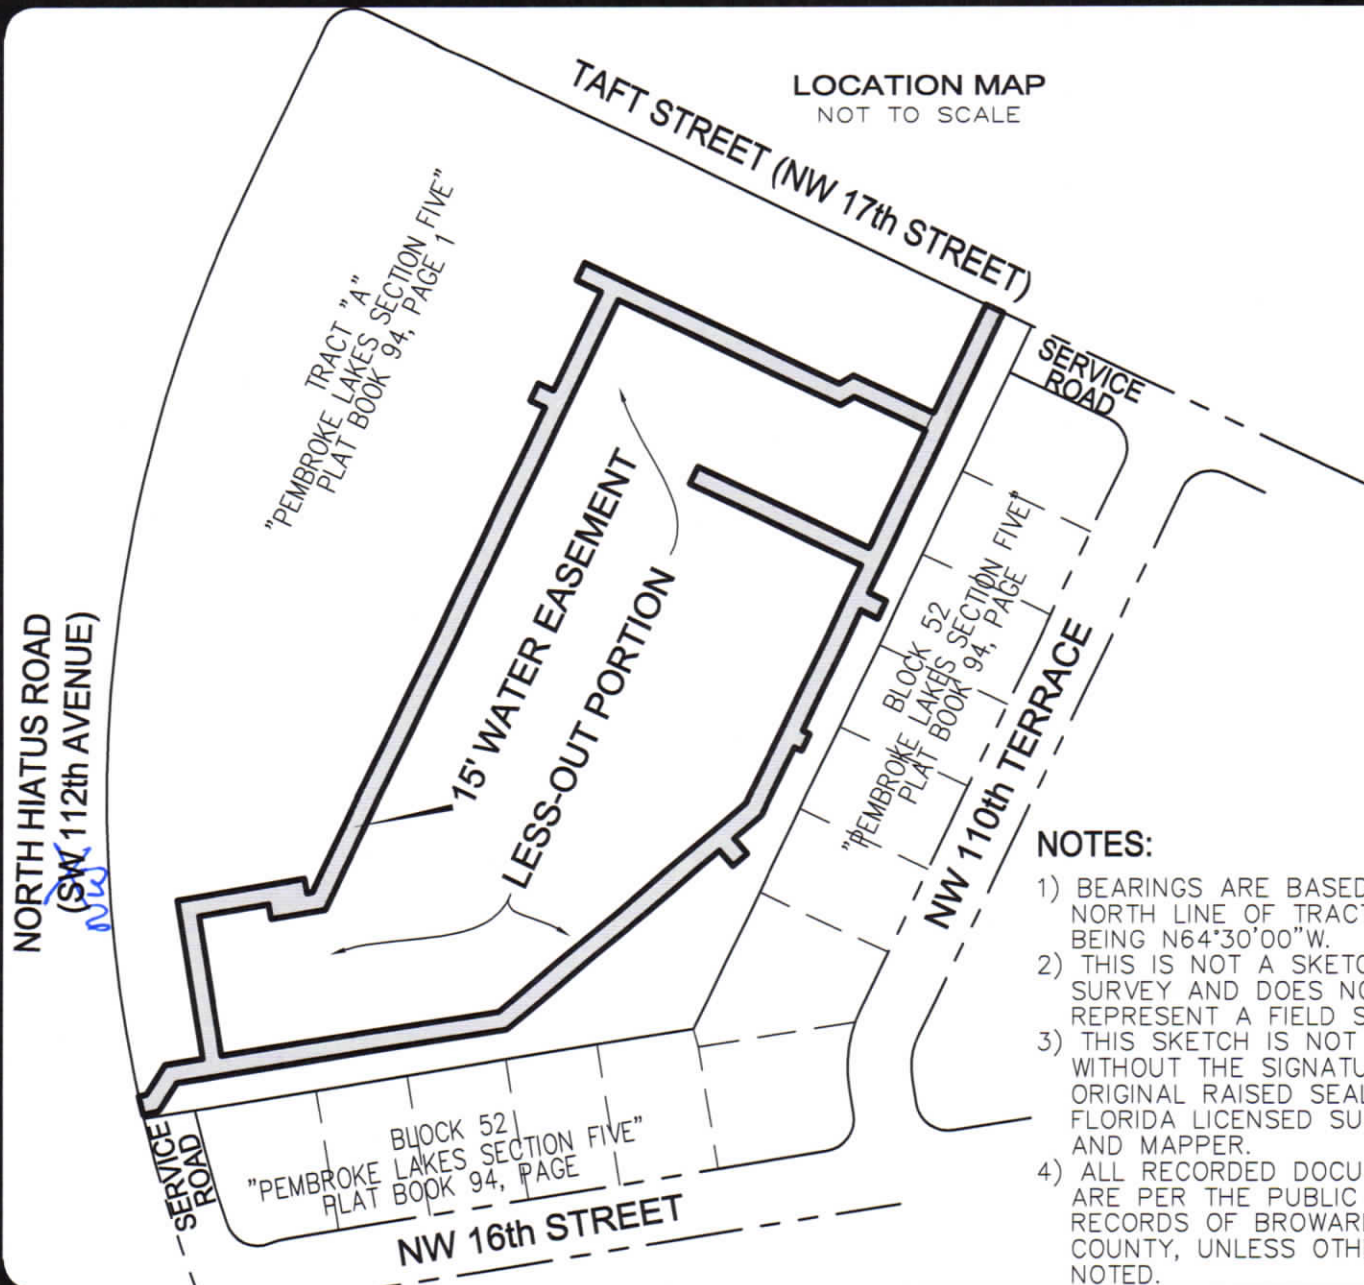 LOCATION MAP
NOT TO SCALE
TAFT STREET (NW 17th STREET)
TRACT "A"
"PEMBROKE LAKES SECTION FIVE"
PLAT BOOK 94, PAGE 1
SERVICE
ROAD
15' WATER EASEMENT
LESS-OUT PORTION
BLOCK 52
"PEMBROKE LAKES SECTION FIVE"
PLAT BOOK 94, PAGE
NW 110th TERRACE
NORTH HIATUS ROAD
(SW 112th AVENUE)
NW
NOTES:
1) BEARINGS ARE BASED
NORTH LINE OF TRACT
BEING N64°30'00"W.
2) THIS IS NOT A SKETC
SURVEY AND DOES NO
REPRESENT A FIELD S
3) THIS SKETCH IS NOT
WITHOUT THE SIGNATU
ORIGINAL RAISED SEAL
FLORIDA LICENSED SU
AND MAPPER.
4) ALL RECORDED DOCU
ARE PER THE PUBLIC
RECORDS OF BROWARD
COUNTY, UNLESS OTH
NOTED.
SERVICE
ROAD
BLOCK 52
"PEMBROKE LAKES SECTION FIVE"
PLAT BOOK 94, PAGE
NW 16th STREET